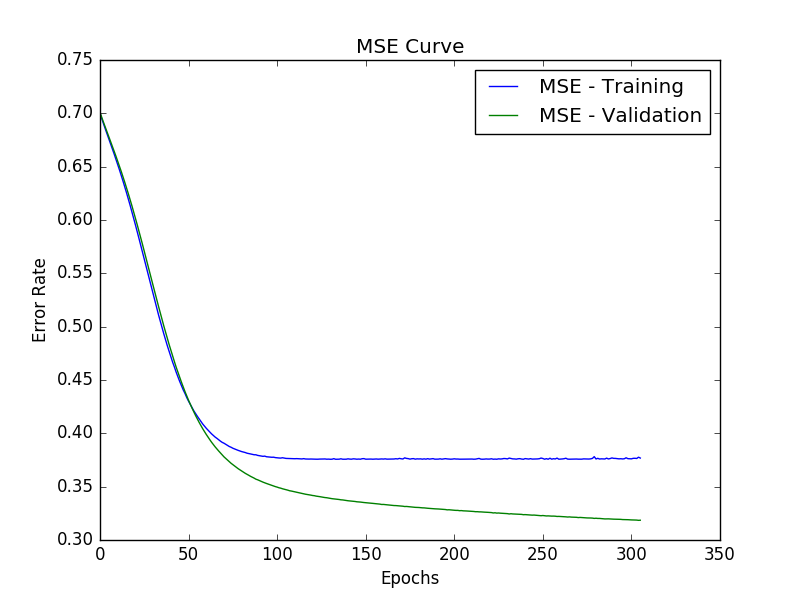 MSE Curve
MSE - Training
MSE - Validation
0.75
0.70
0.65
0.60
0.55
0.50
0.45
0.40
0.35
0.30
Error Rate
0 50 100 150 200 250 300 350
Epochs